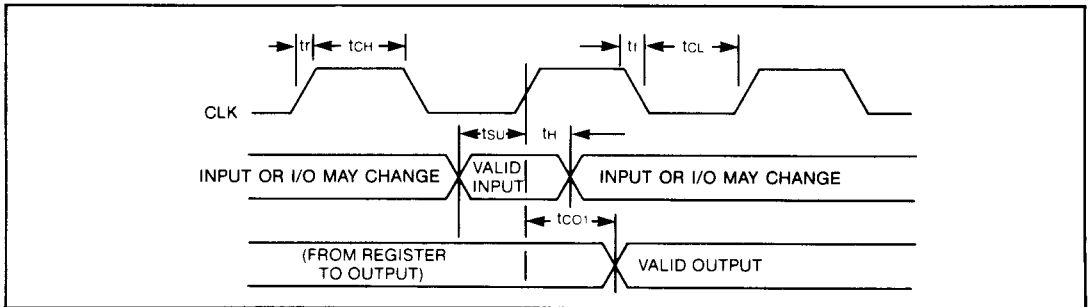 tr tCH tf tCL
CLK
tSU tH
INPUT OR I/O MAY CHANGE VALID INPUT INPUT OR I/O MAY CHANGE
tCO1
(FROM REGISTER TO OUTPUT) VALID OUTPUT